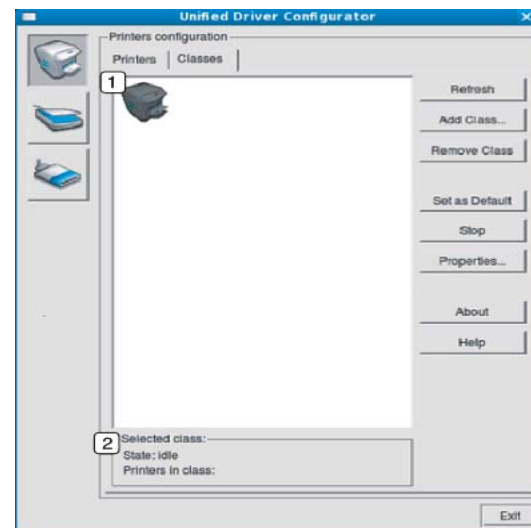 Unified Driver Configurator
Printers configuration
Printers
Classes
1
Refresh
Add Class...
Remove Class
Set as Default
Stop
Properties...
About
Help
2
Selected class:
State: idle
Printers in class:
Exit